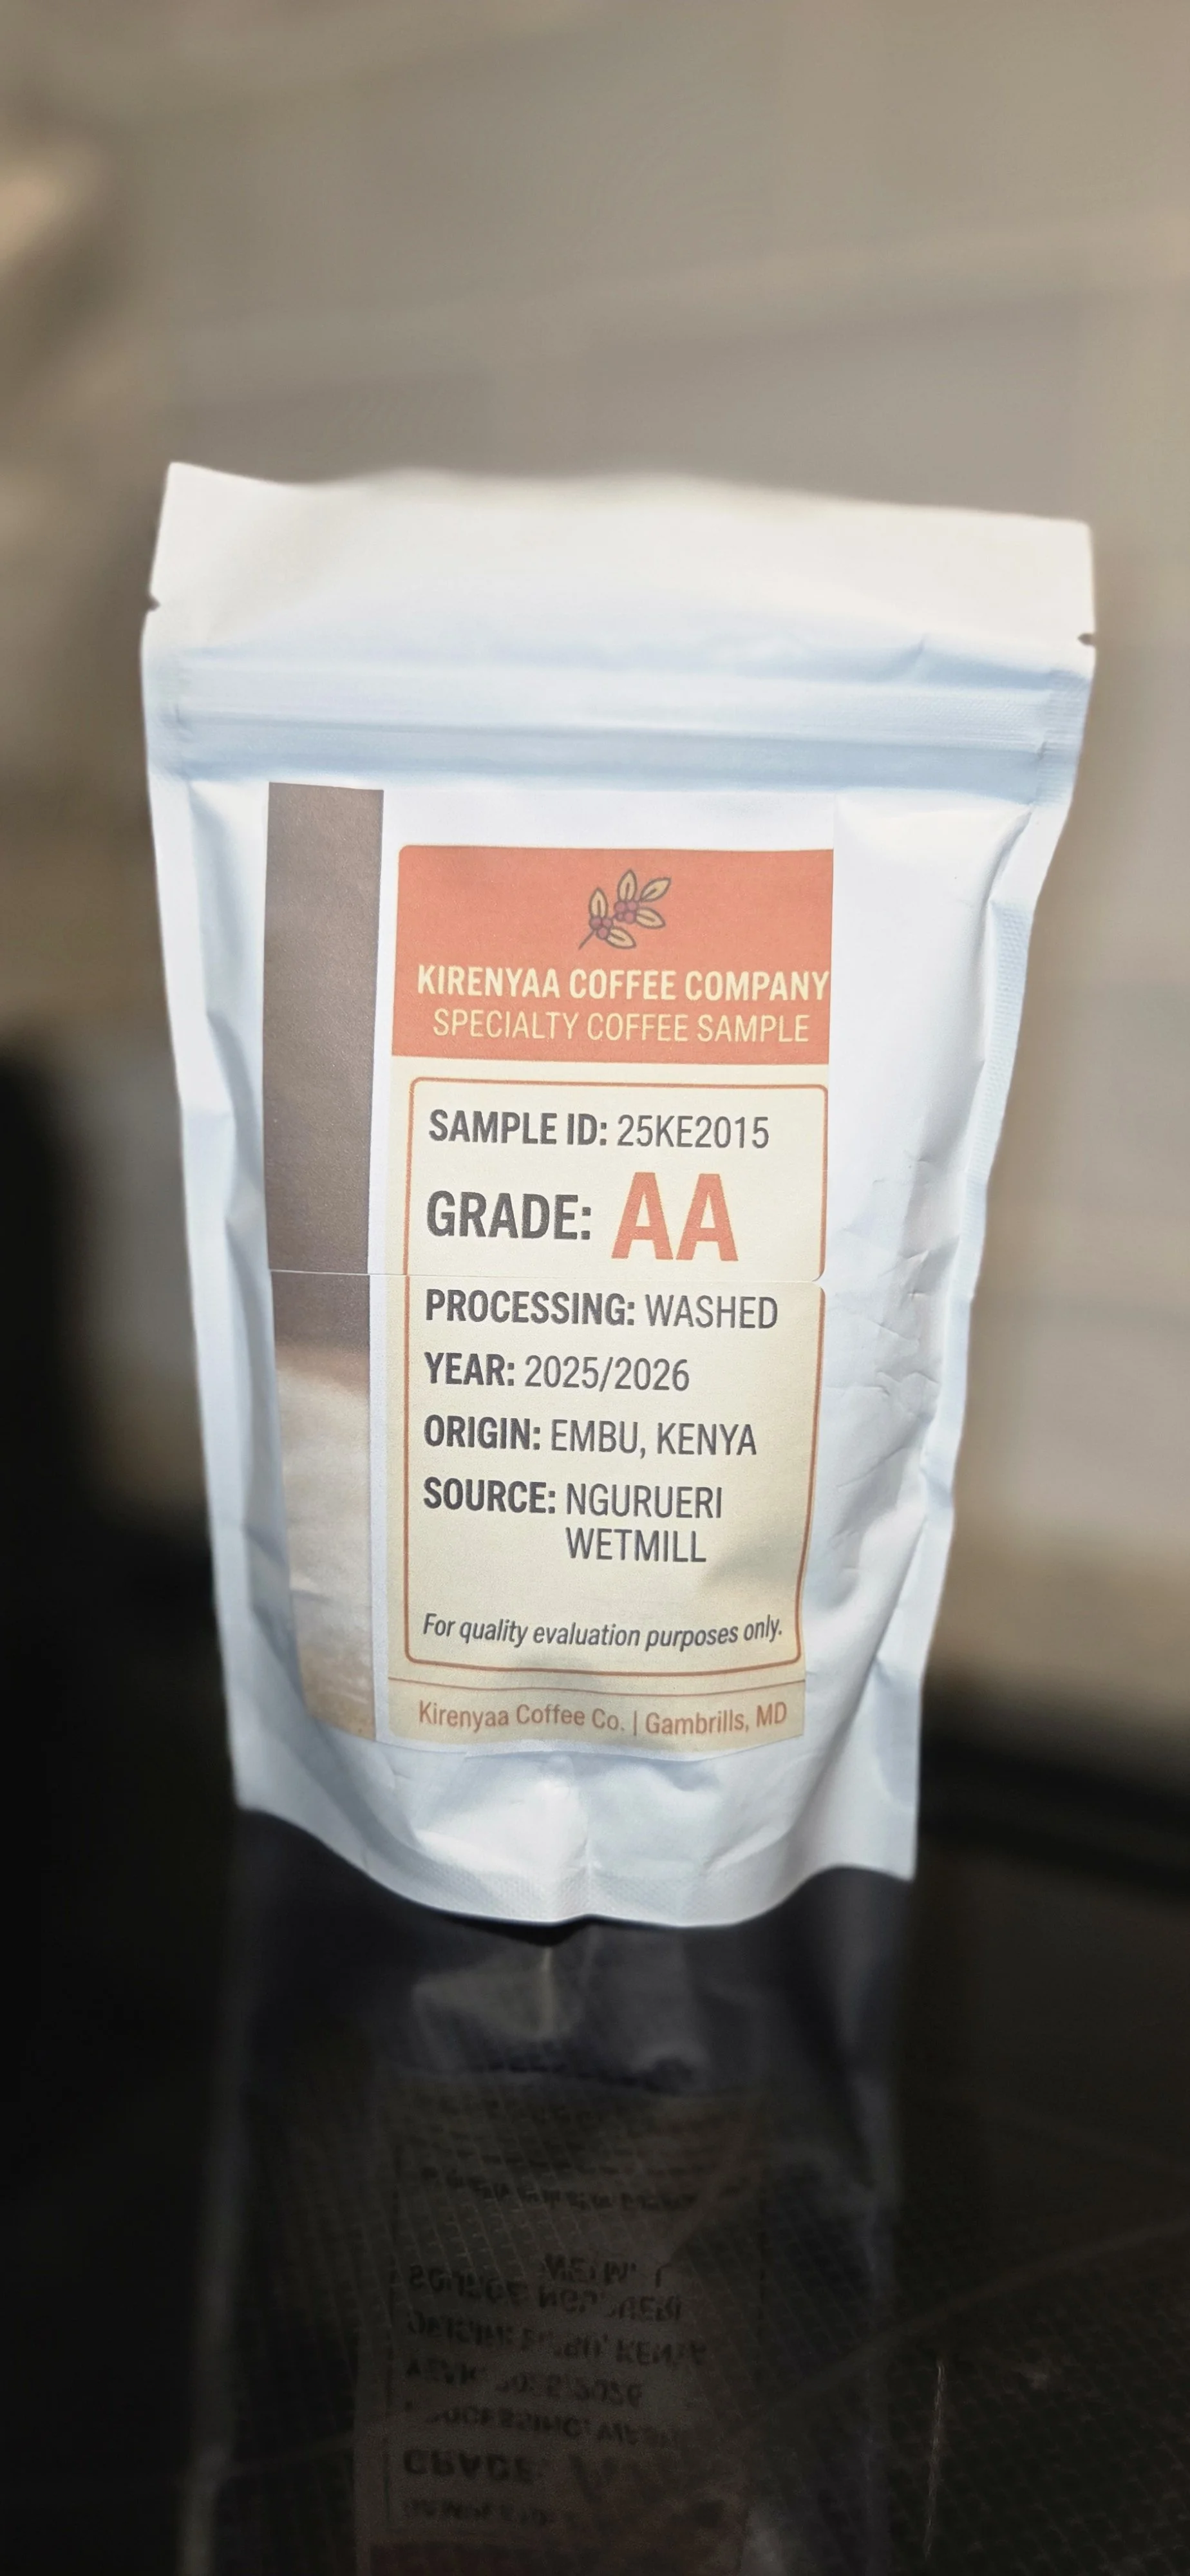 KIRENYAA COFFEE COMPANY
SPECIALTY COFFEE SAMPLE
SAMPLE ID: 25KE2015
GRADE: AA
PROCESSING: WASHED
YEAR: 2025/2026
ORIGIN: EMBU, KENYA
SOURCE: NGURUERI
WETMILL
For quality evaluation purposes only.
Kirenyaa Coffee Co. | Gambrills, MD